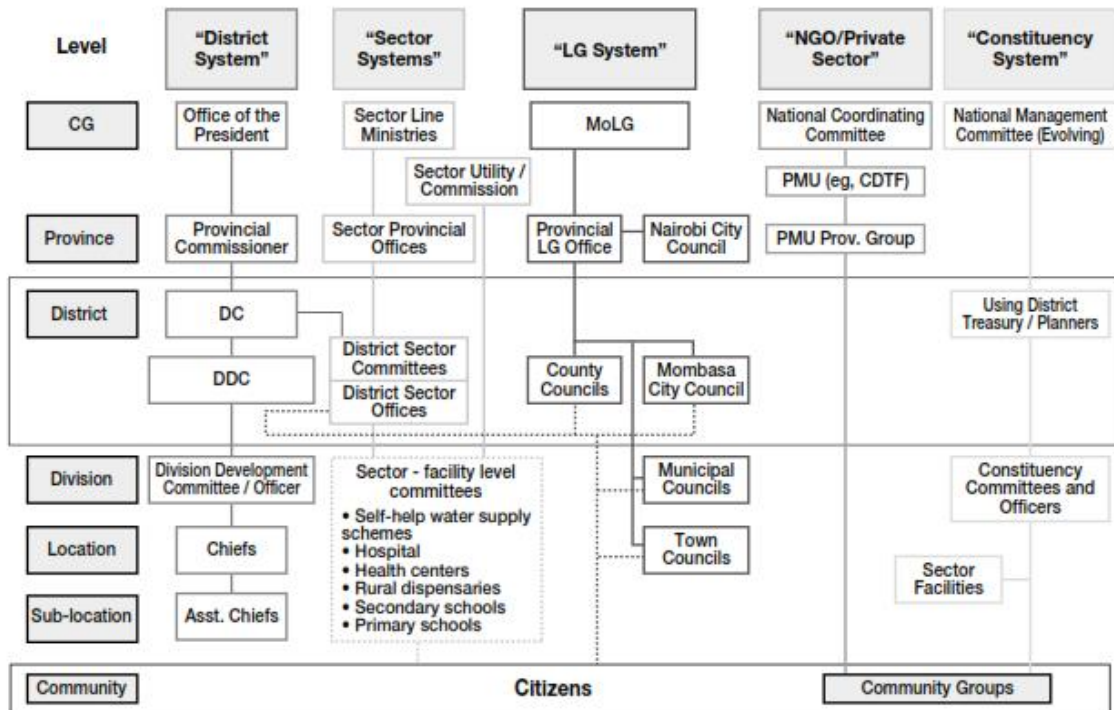 Level
"District
System"
"Sector
Systems"
"LG System"
"NGO/Private
Sector"
"Constituency
System"
CG
Office of the
President
Sector Line
Ministries
MoLG
National Coordinating
Committee
National Management
Committee (Evolving)
Sector Utility /
Commission
PMU (eg, CDTF)
Province
Provincial
Commissioner
Sector Provincial
Offices
Provincial
LG Office
Nairobi City
Council
PMU Prov. Group
District
DC
Using District
Treasury / Planners
DDC
District Sector
Committees
District Sector
Offices
County
Councils
Mombasa
City Council
Division
Division Development
Committee / Officer
Sector - facility level
committees
• Self-help water supply
schemes
• Hospital
• Health centers
• Rural dispensaries
• Secondary schools
• Primary schools
Municipal
Councils
Constituency
Committees and
Officers
Location
Chiefs
Town
Councils
Sector
Facilities
Sub-location
Asst. Chiefs
Community
Citizens
Community Groups